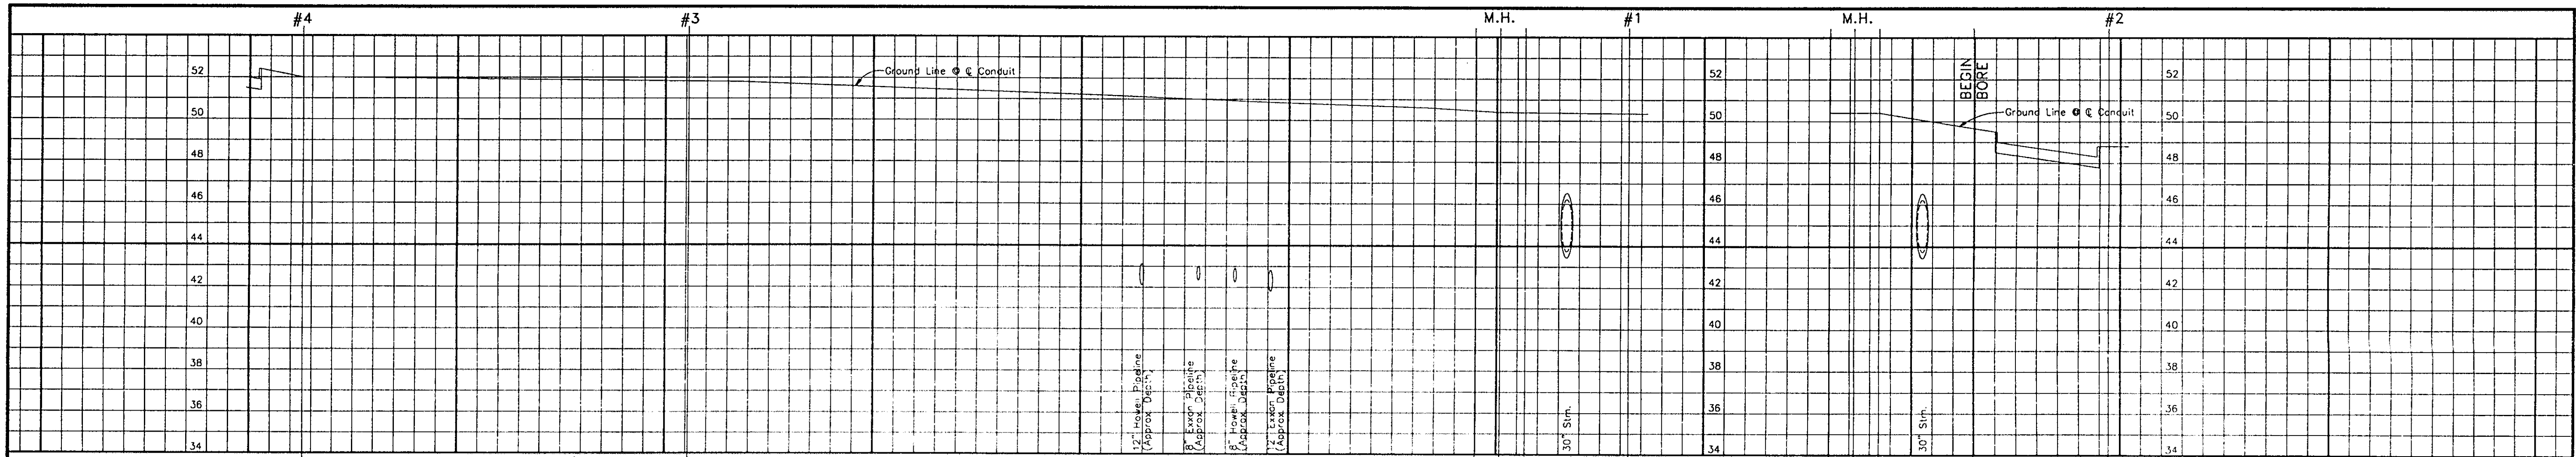 #4 #3 M.H. #1 M.H. #2
52 52 52
50 50 50
48 48 48
46 46 46
44 44 44
42 42 42
40 40 40
38 38 38
36 36 36
34 34 34
Ground Line @ ℄ Conduit
BEGIN
BORE
Ground Line @ ℄ Conduit
12" Howell Pipeline
(Approx. Depth)
8" Exxon Pipeline
(Approx. Depth)
8" Howell Pipeline
(Approx. Depth)
12" Exxon Pipeline
(Approx. Depth)
30" Stm.
30" Stm.